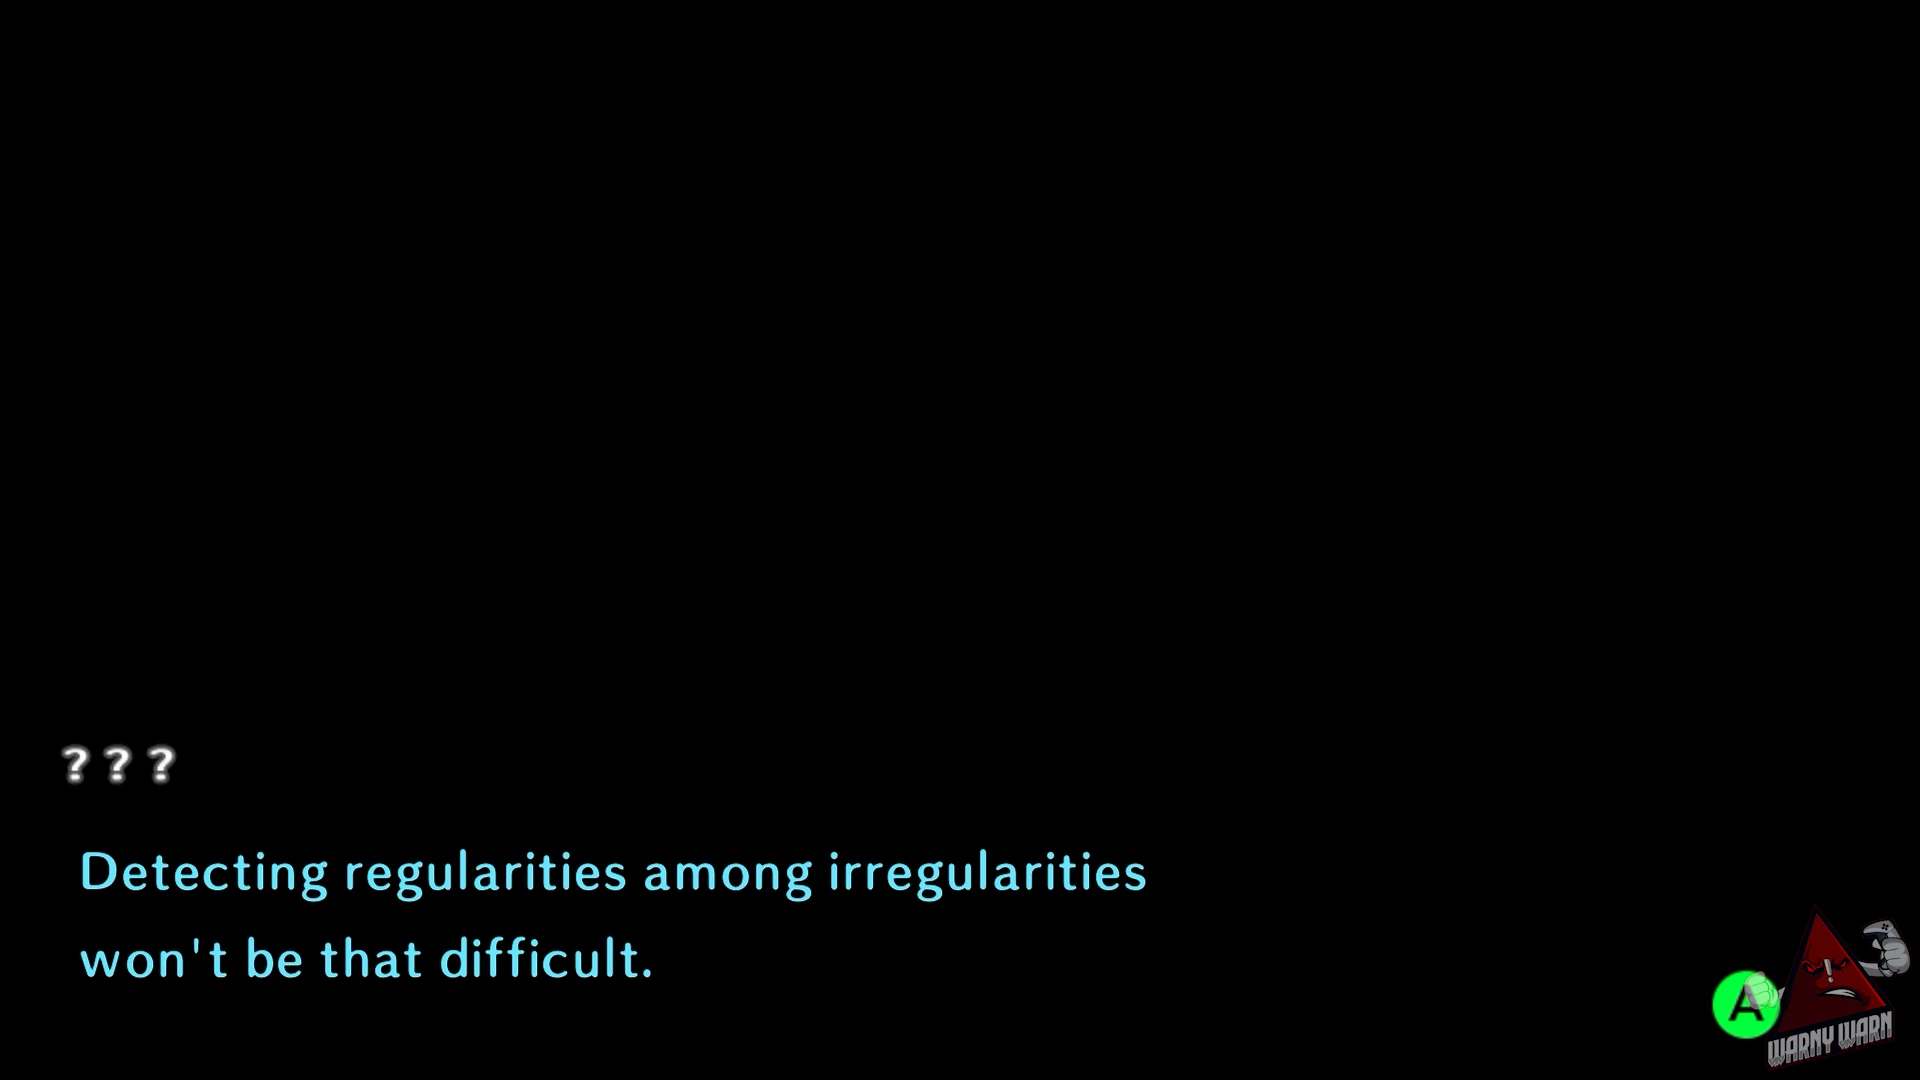 ???
Detecting regularities among irregularities
won't be that difficult.
A
WARNY WARN